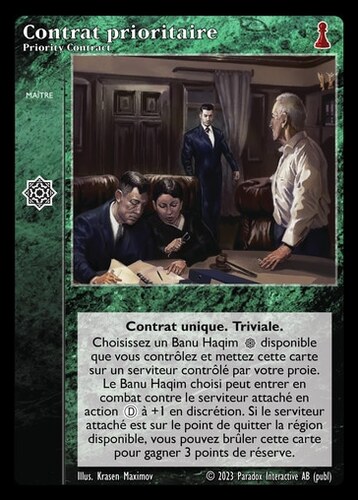 Contrat prioritaire
Priority Contract
MAÎTRE
Contrat unique. Triviale.
Choisissez un Banu Haqim disponible
que vous contrôlez et mettez cette carte
sur un serviteur contrôlé par votre proie.
Le Banu Haqim choisi peut entrer en
combat contre le serviteur attaché en
action D à +1 en discrétion. Si le serviteur
attaché est sur le point de quitter la région
disponible, vous pouvez brûler cette carte
pour gagner 3 points de réserve.
Illus. Krasen Maximov © 2023 Paradox Interactive AB (publ)